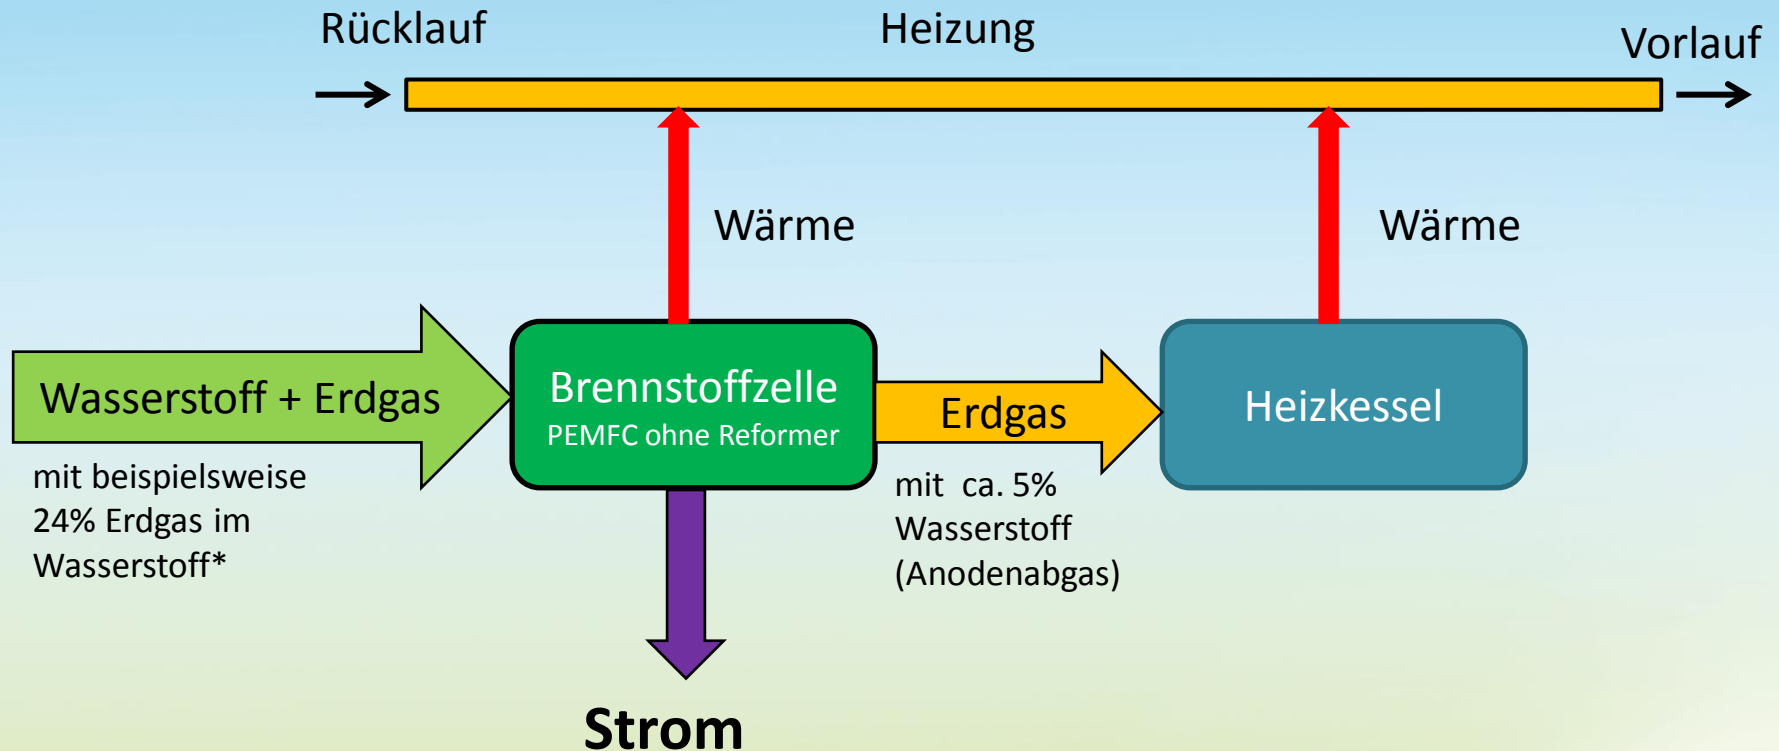 Rücklauf
Heizung
Vorlauf
Wärme
Wärme
Wasserstoff + Erdgas
mit beispielsweise
24% Erdgas im
Wasserstoff*
Brennstoffzelle
PEMFC ohne Reformer
Erdgas
mit ca. 5%
Wasserstoff
(Anodenabgas)
Heizkessel
Strom